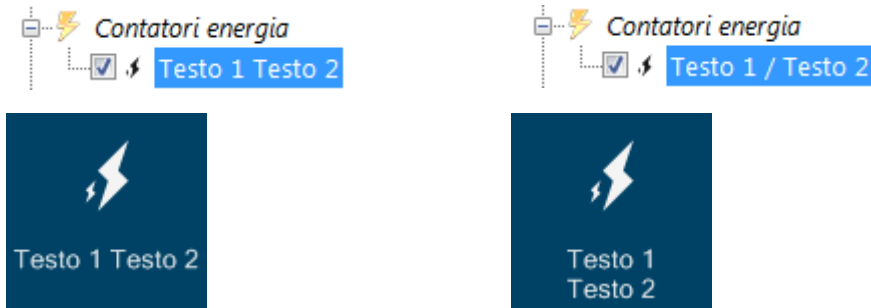 Contatori energia
Testo 1 Testo 2
Testo 1 Testo 2
Contatori energia
Testo 1 / Testo 2
Testo 1
Testo 2